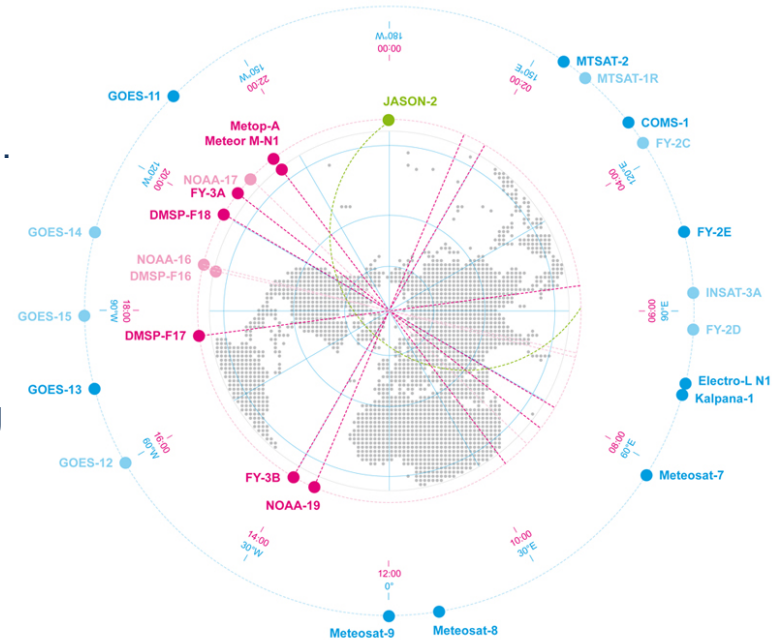 180°W
00:00
150°W
22:00
150°E
02:00
MTSAT-2
MTSAT-1R
GOES-11
JASON-2
Metop-A
Meteor M-N1
COMS-1
FY-2C
120°W
20:00
120°E
04:00
NOAA-17
FY-3A
DMSP-F18
GOES-14
FY-2E
NOAA-16
DMSP-F16
INSAT-3A
GOES-15
90°W
18:00
06:00
90°E
FY-2D
DMSP-F17
GOES-13
Electro-L N1
Kalpana-1
16:00
60°W
08:00
60°E
GOES-12
FY-3B
NOAA-19
Meteosat-7
14:00
30°W
10:00
30°E
12:00
0°
Meteosat-9
Meteosat-8